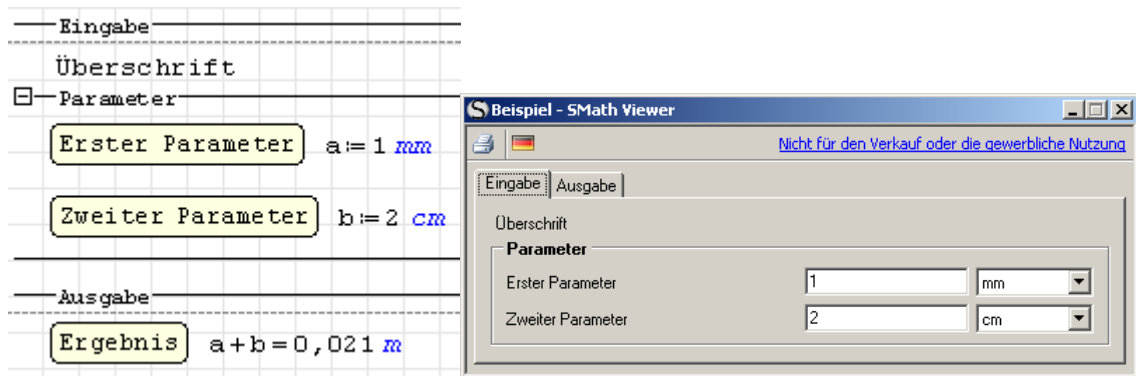 Eingabe
Überschrift
Parameter
Erster Parameter a:=1 mm
Zweiter Parameter b:=2 cm
Ausgabe
Ergebnis a+b=0,021 m
Beispiel - SMath Viewer
Nicht für den Verkauf oder die gewerbliche Nutzung
Eingabe Ausgabe
Überschrift
Parameter
Erster Parameter 1 mm
Zweiter Parameter 2 cm